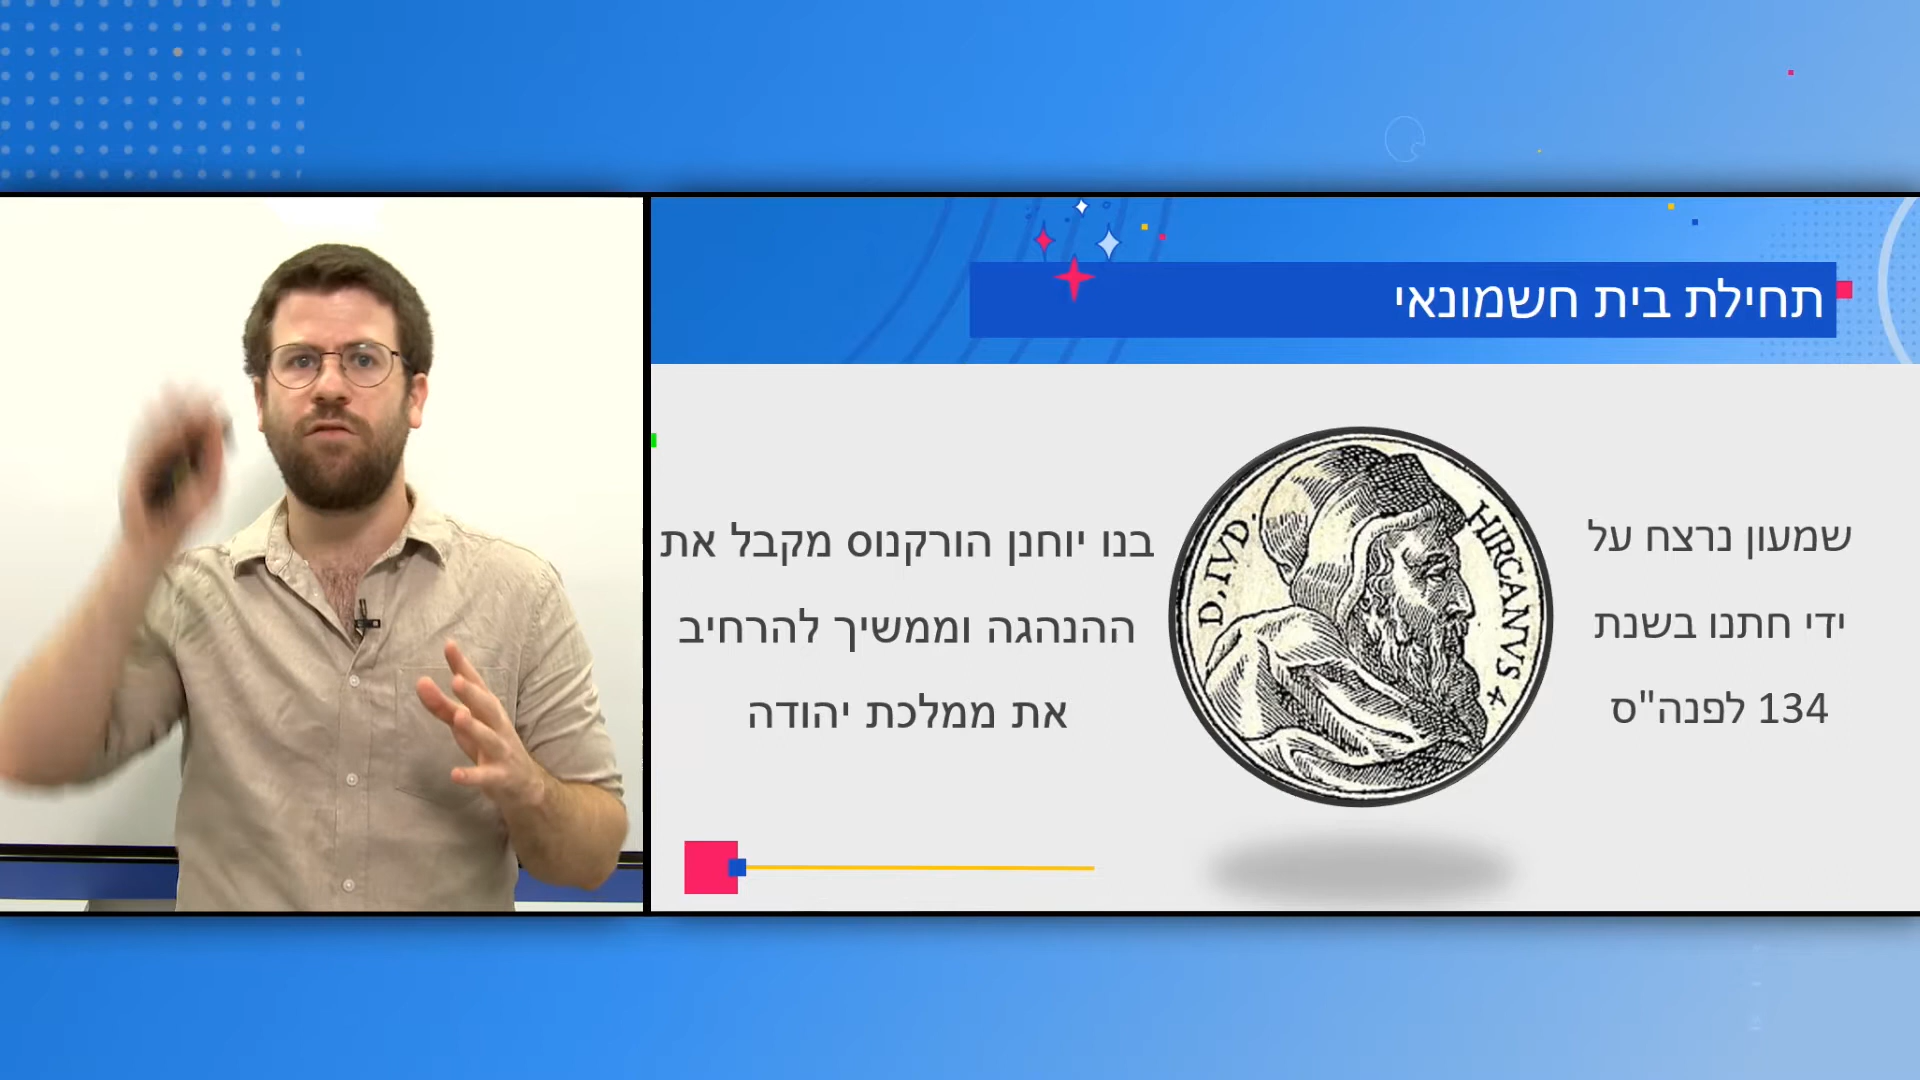 תחילת בית חשמונאי
שמעון נרצח על
ידי חתנו בשנת
134 לפנה"ס
D, IVD.
HIRCANVS
בנו יוחנן הורקנוס מקבל את
ההנהגה וממשיך להרחיב
את ממלכת יהודה